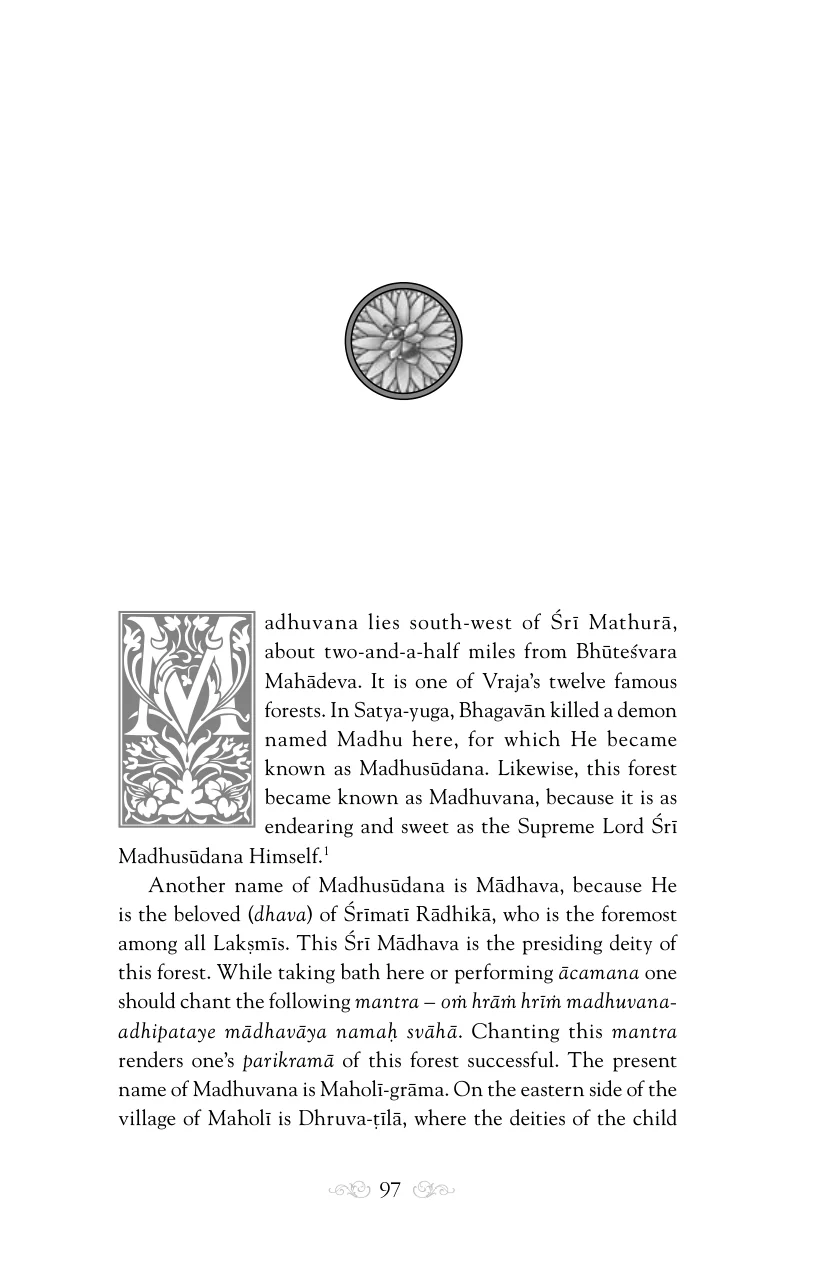 Madhuvana lies south-west of Śrī Mathurā,
about two-and-a-half miles from Bhūteśvara
Mahādeva. It is one of Vraja’s twelve famous
forests. In Satya-yuga, Bhagavān killed a demon
named Madhu here, for which He became
known as Madhusūdana. Likewise, this forest
became known as Madhuvana, because it is as
endearing and sweet as the Supreme Lord Śrī
Madhusūdana Himself.¹
Another name of Madhusūdana is Mādhava, because He
is the beloved (dhava) of Śrīmatī Rādhikā, who is the foremost
among all Lakṣmīs. This Śrī Mādhava is the presiding deity of
this forest. While taking bath here or performing ācamana one
should chant the following mantra – oṁ hrāṁ hrīṁ madhuvana-
adhipataye mādhavāya namaḥ svāhā. Chanting this mantra
renders one’s parikramā of this forest successful. The present
name of Madhuvana is Maholī-grāma. On the eastern side of the
village of Maholī is Dhruva-ṭīlā, where the deities of the child
97